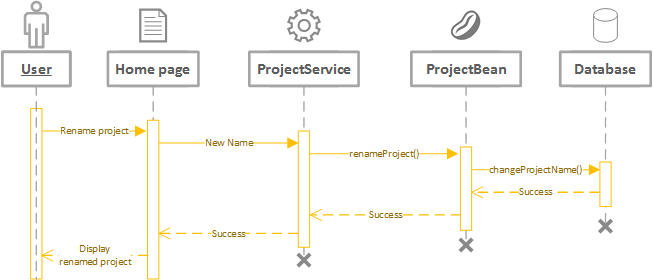 User
Home page
ProjectService
ProjectBean
Database
Rename project
New Name
renameProject()
changeProjectName()
Success
Success
Success
Display
renamed project